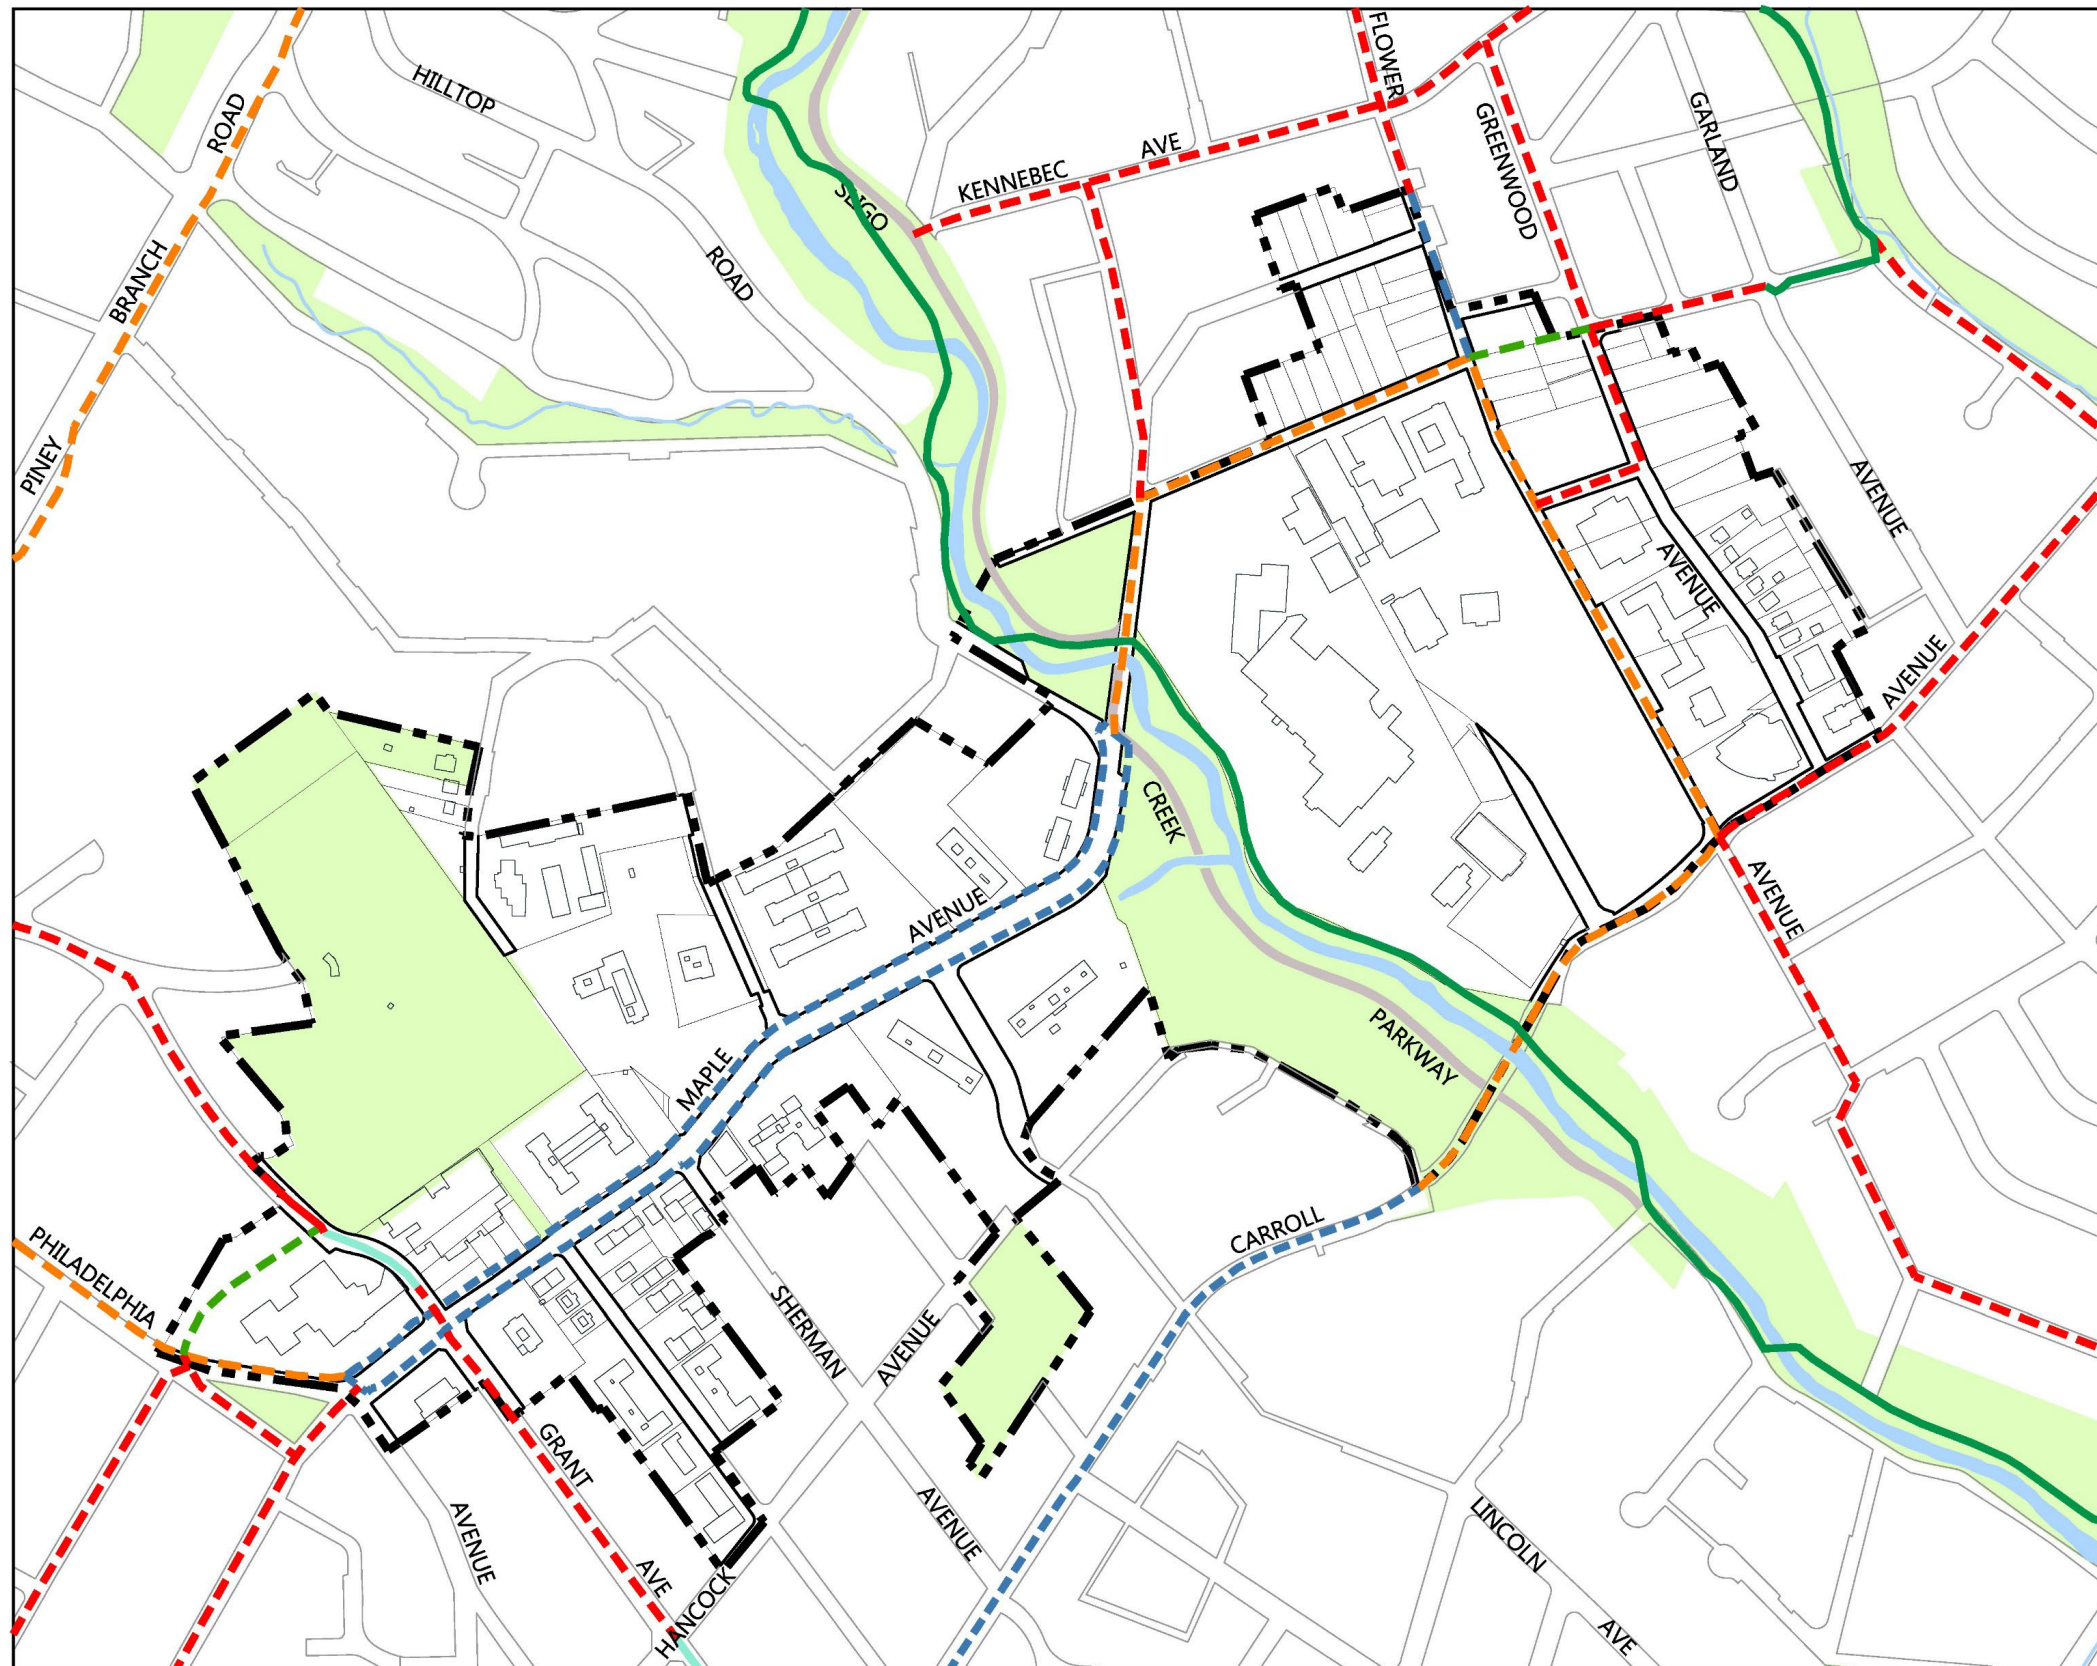 FLOWER
HILLTOP
ROAD
GARLAND
GREENWOOD
AVE
KENNEBEC
SLIGO
ROAD
BRANCH
PINEY
AVENUE
AVENUE
AVENUE
CREEK
AVENUE
AVENUE
PARKWAY
MAPLE
CARROLL
PHILADELPHIA
SHERMAN
AVENUE
GRANT
AVENUE
AVENUE
LINCOLN
AVE
HANCOCK
AVE